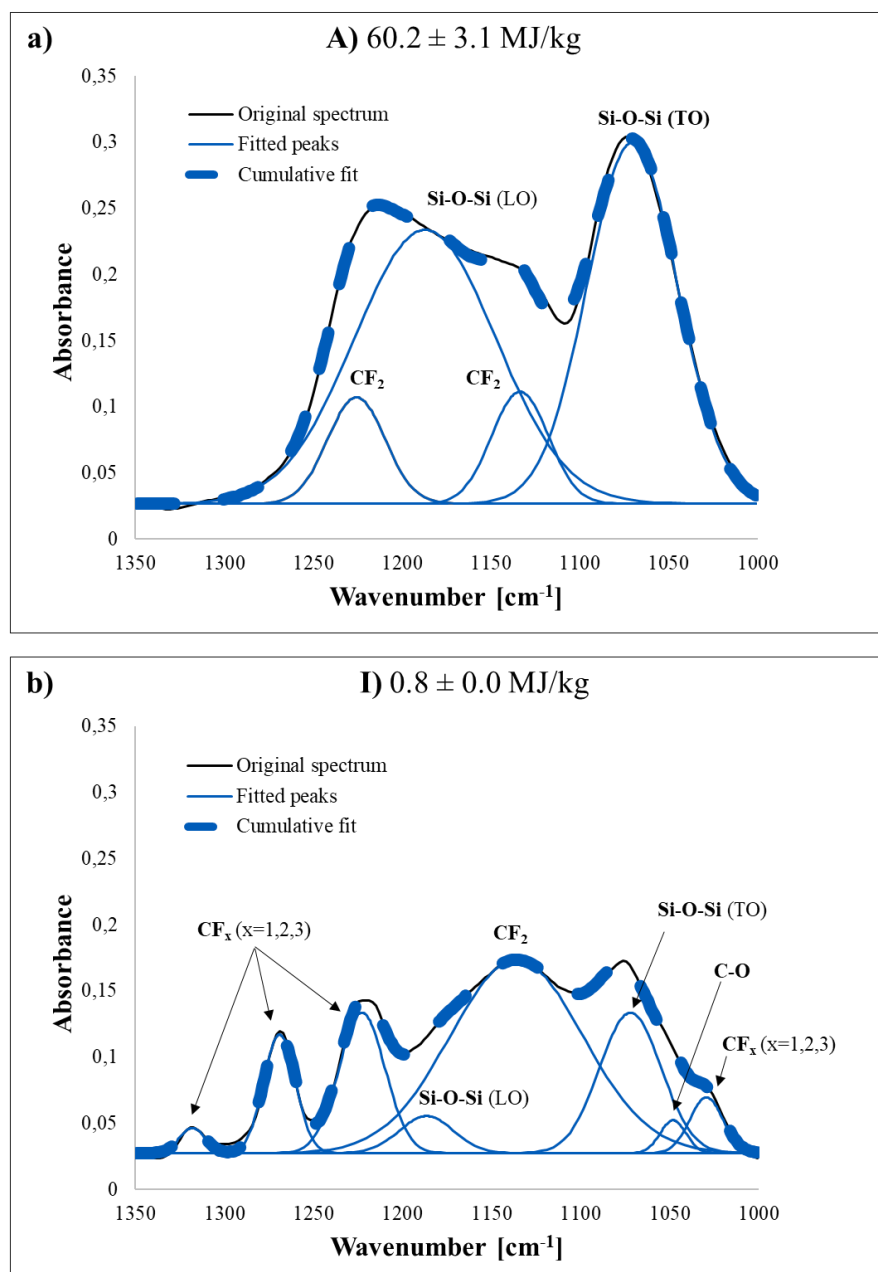 a)
A) 60.2 ± 3.1 MJ/kg
0,35
0,3
0,25
0,2
0,15
0,1
0,05
0
Absorbance
Original spectrum
Fitted peaks
Cumulative fit
Si-O-Si (TO)
Si-O-Si (LO)
CF₂
CF₂
1350 1300 1250 1200 1150 1100 1050 1000
Wavenumber [cm⁻¹]
b)
I) 0.8 ± 0.0 MJ/kg
0,35
0,3
0,25
0,2
0,15
0,1
0,05
0
Absorbance
Original spectrum
Fitted peaks
Cumulative fit
CFₓ (x=1,2,3)
CF₂
Si-O-Si (TO)
C-O
CFₓ (x=1,2,3)
Si-O-Si (LO)
1350 1300 1250 1200 1150 1100 1050 1000
Wavenumber [cm⁻¹]